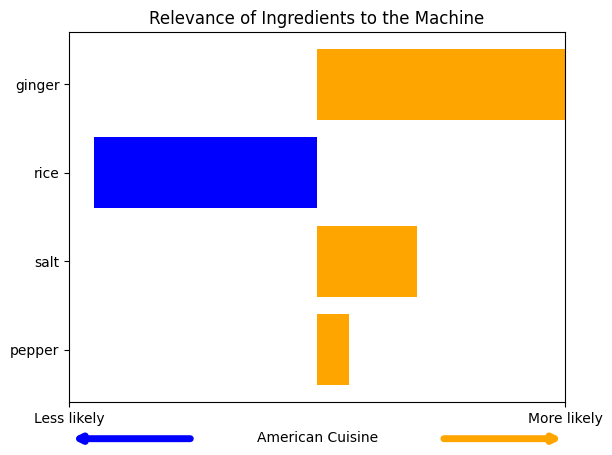 Relevance of Ingredients to the Machine
ginger
rice
salt
pepper
Less likely
More likely
American Cuisine